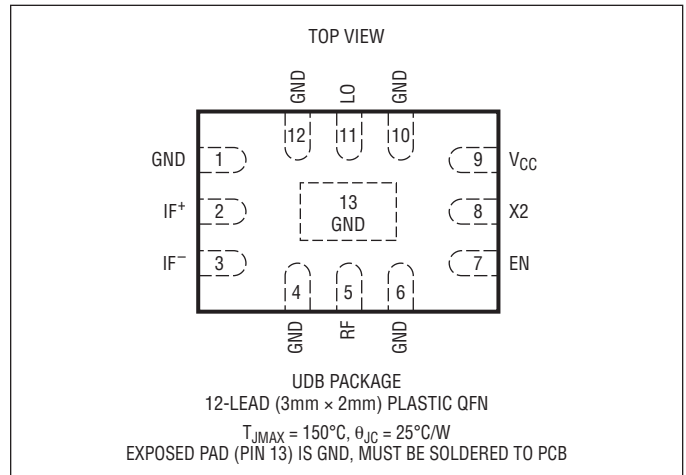 TOP VIEW
GND LO GND
12 11 10
GND 1 9 VCC
13
IF+ 2 8 X2
GND
IF− 3 7 EN
4 5 6
GND RF GND
UDB PACKAGE
12-LEAD (3mm × 2mm) PLASTIC QFN
TJMAX = 150°C, θJC = 25°C/W
EXPOSED PAD (PIN 13) IS GND, MUST BE SOLDERED TO PCB